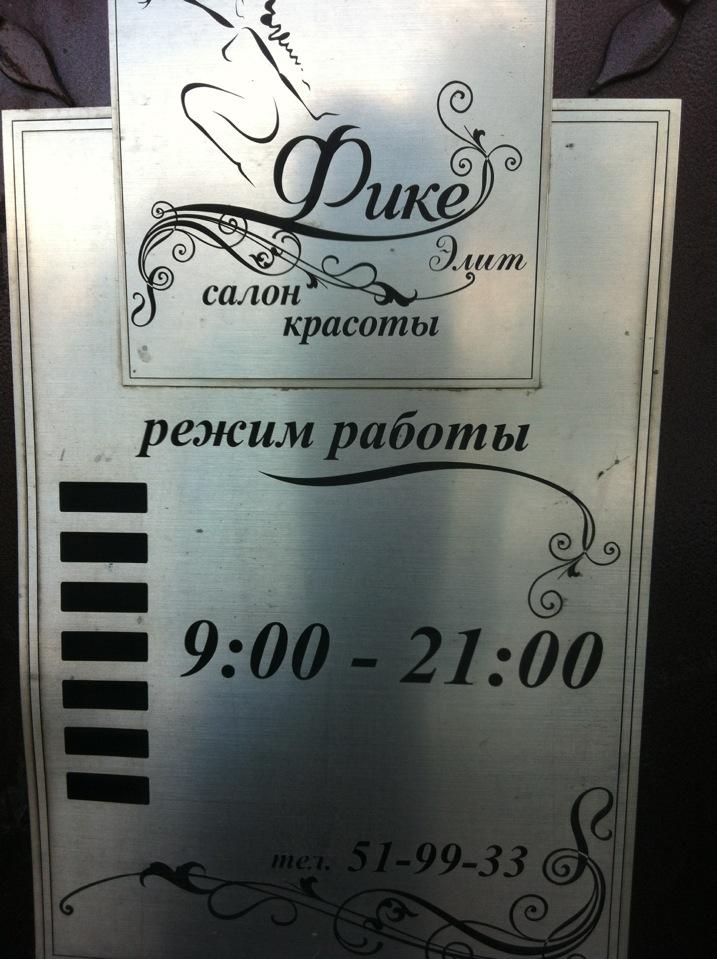 Фике
Элит
салон
красоты
режим работы
9:00 - 21:00
тел. 51-99-33